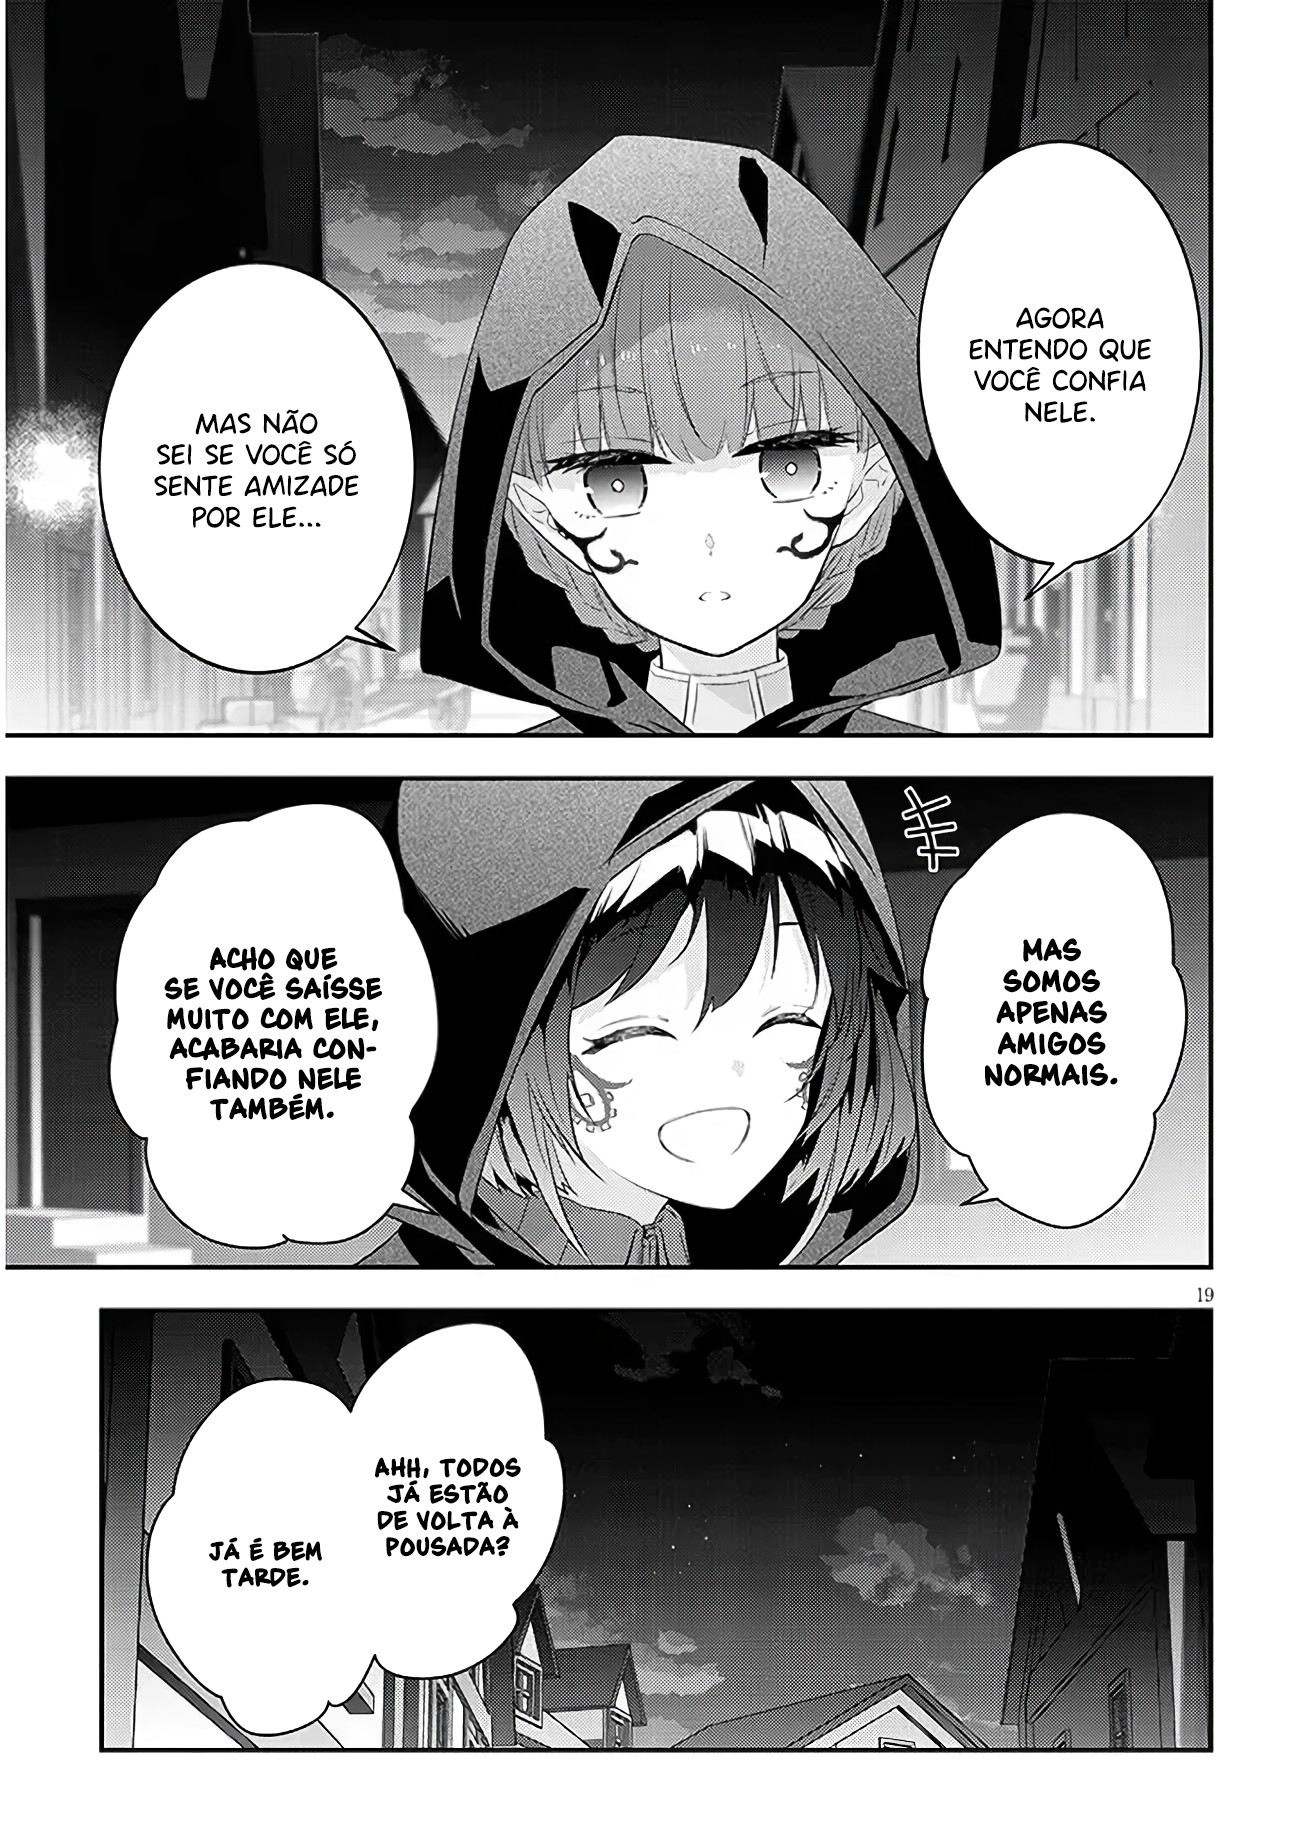 AGORA
ENTENDO QUE
VOCÊ CONFIA
NELE.
MAS NÃO
SEI SE VOCÊ SÓ
SENTE AMIZADE
POR ELE...
MAS
SOMOS
APENAS
AMIGOS
NORMAIS.
ACHO QUE
SE VOCÊ SAÍSSE
MUITO COM ELE,
ACABARIA CON-
FIANDO NELE
TAMBÉM.
19
AHH, TODOS
JÁ ESTÃO
DE VOLTA À
POUSADA?
JÁ É BEM
TARDE.